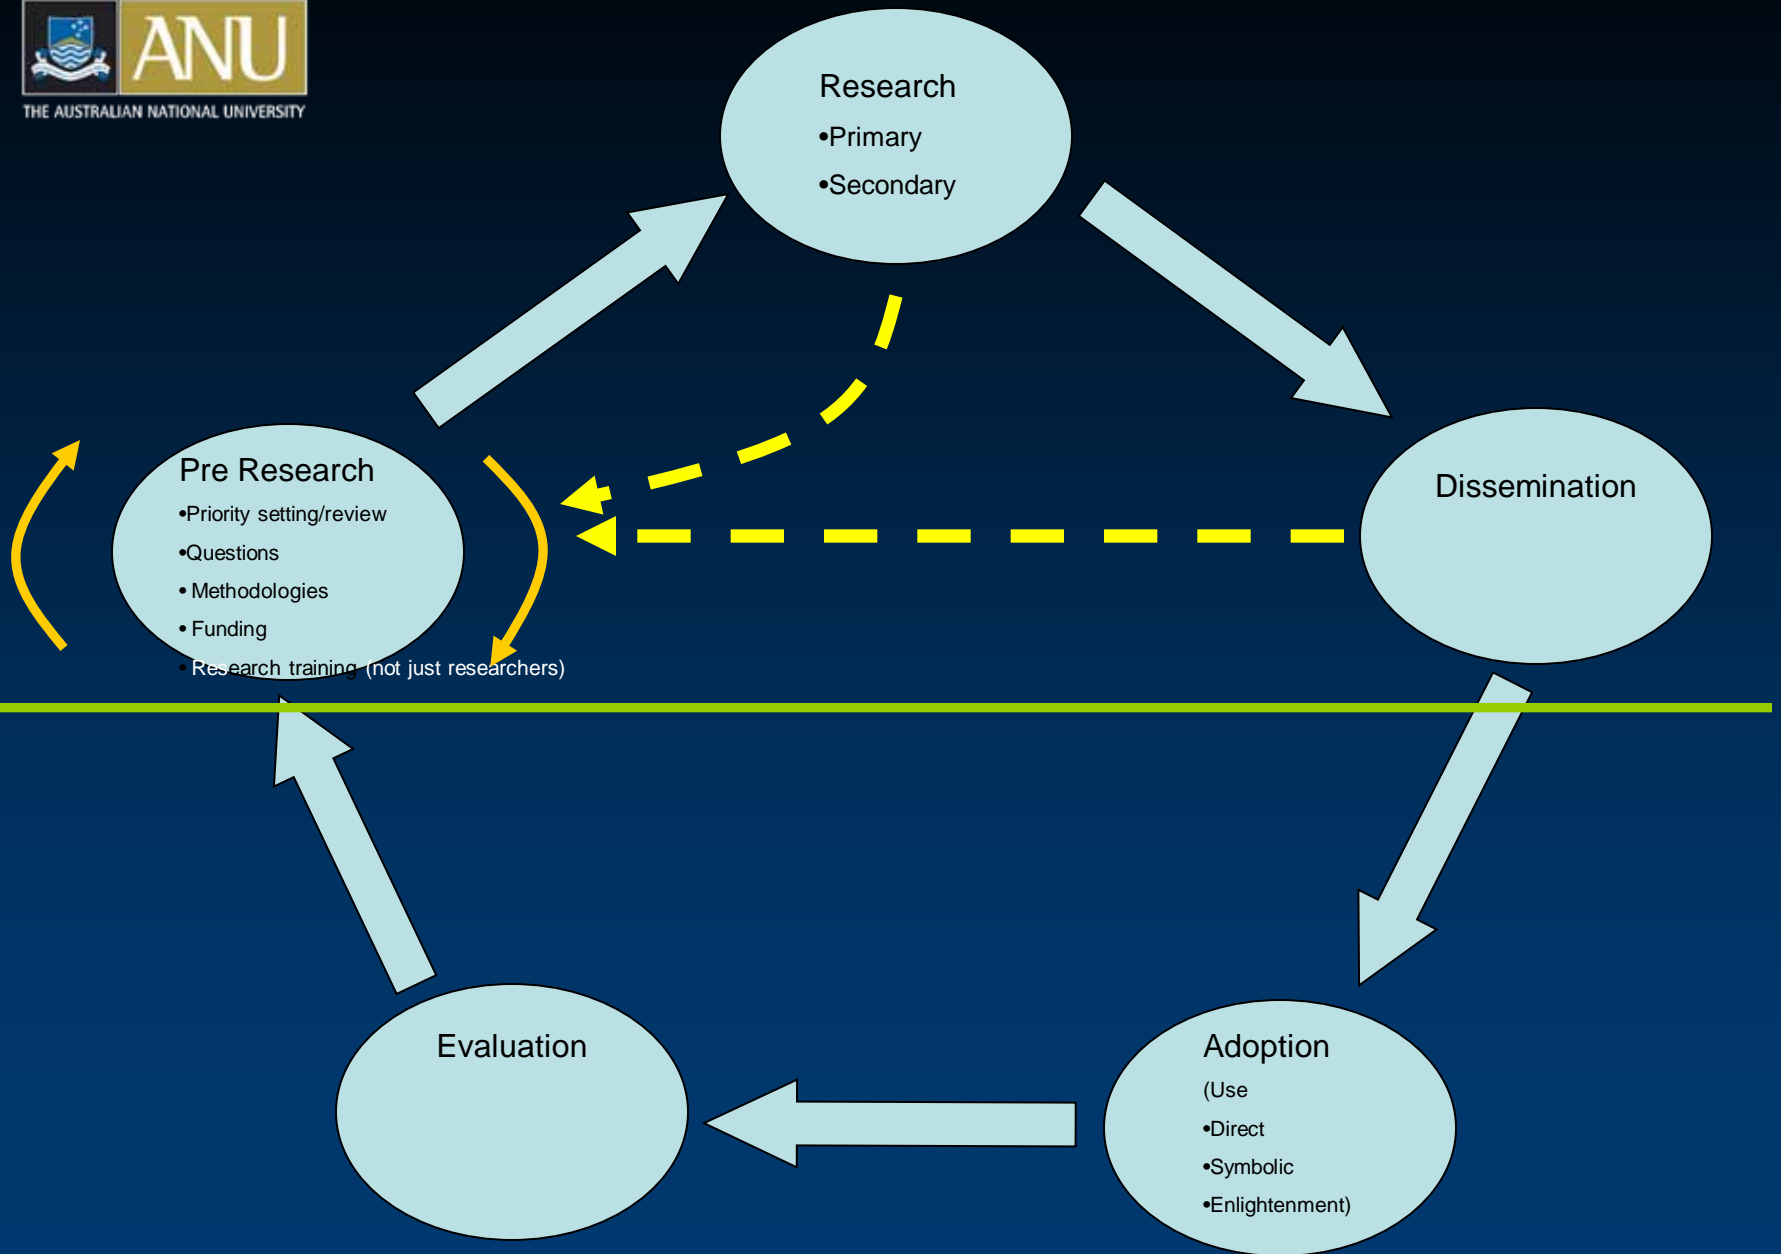 ANU
THE AUSTRALIAN NATIONAL UNIVERSITY
Research
•Primary
•Secondary
Pre Research
•Priority setting/review
•Questions
• Methodologies
• Funding
• Research training (not just researchers)
Dissemination
Evaluation
Adoption
(Use
•Direct
•Symbolic
•Enlightenment)